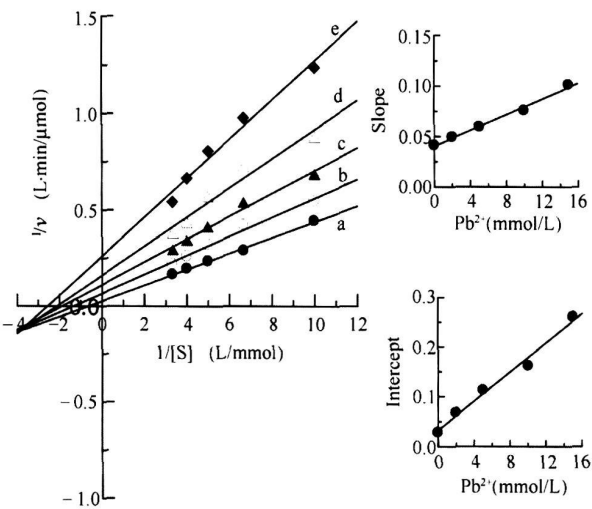 1/v (L·min/μmol)
1.5
1.0
0.5
0.0
−0.5
−1.0
−4 −2 2 4 6 8 10 12
1/[S] (L/mmol)
e
d
c
b
a
Slope
0.15
0.10
0.05
0.00
0 4 8 12 16
Pb²⁺(mmol/L)
Intercept
0.3
0.2
0.1
0.0
0 4 8 12 16
Pb²⁺(mmol/L)